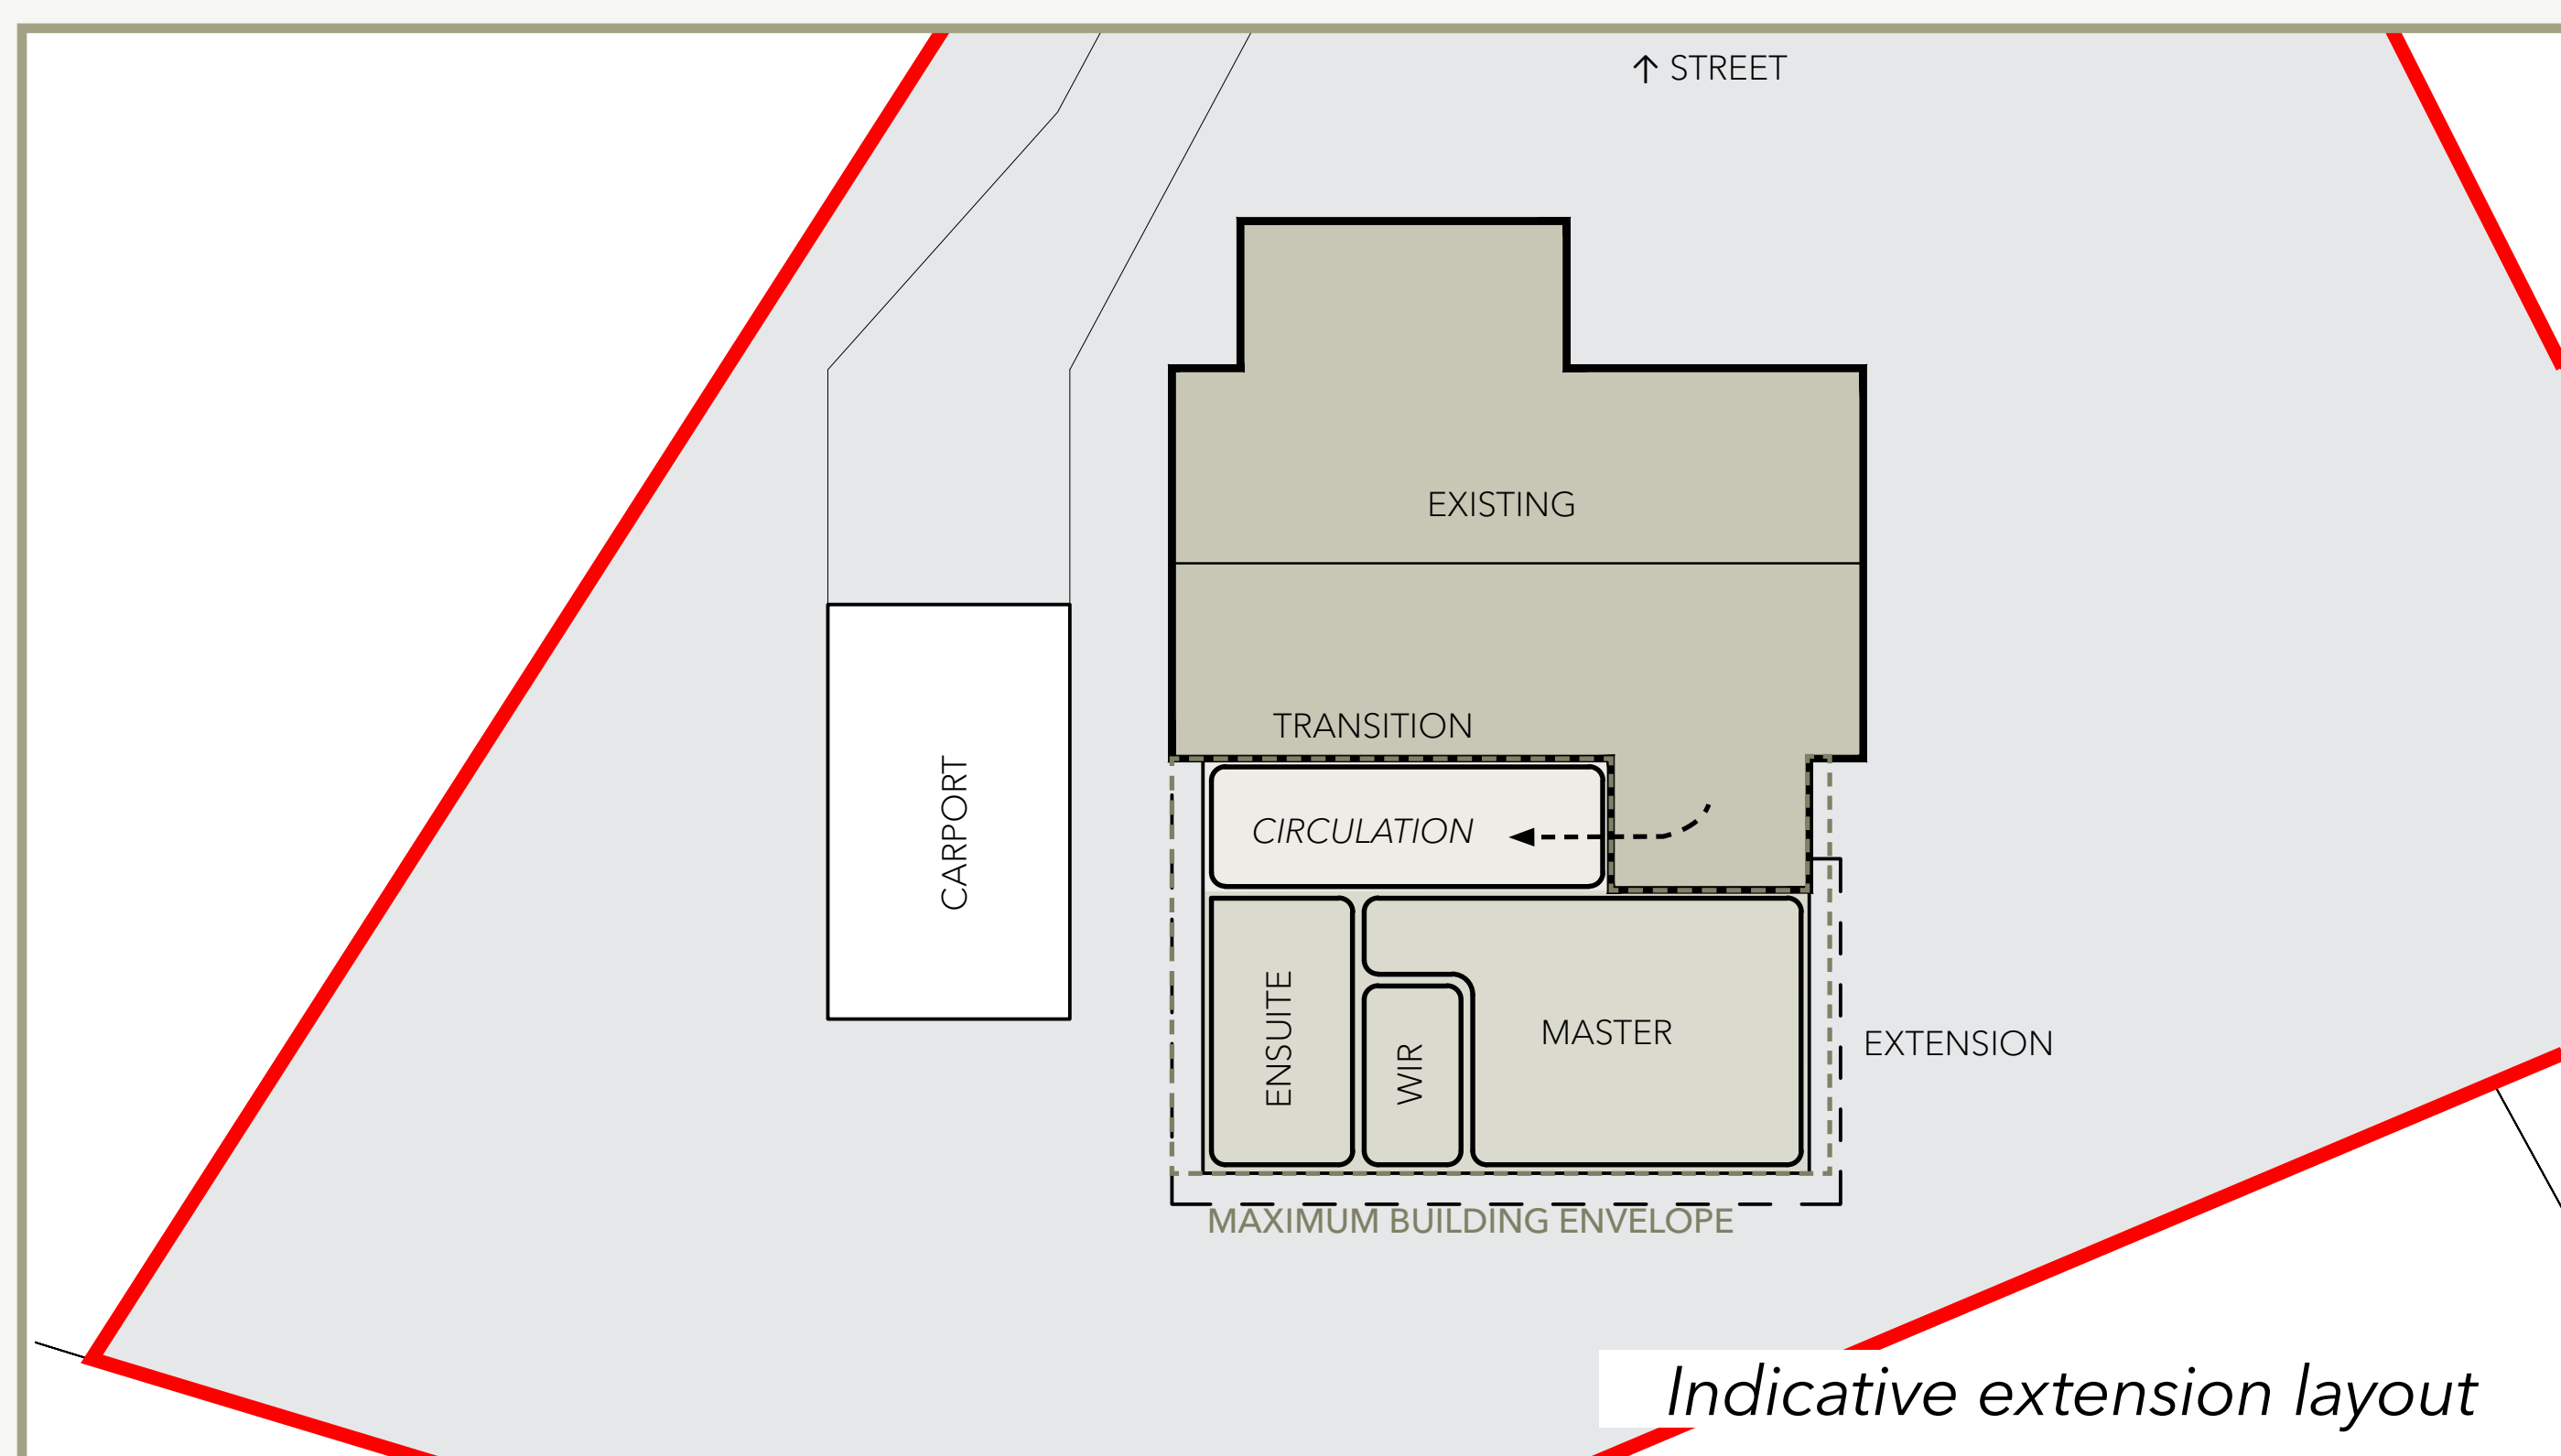 ↑ STREET
EXISTING
TRANSITION
CARPORT
CIRCULATION
ENSUITE
WIR
MASTER
EXTENSION
MAXIMUM BUILDING ENVELOPE
Indicative extension layout